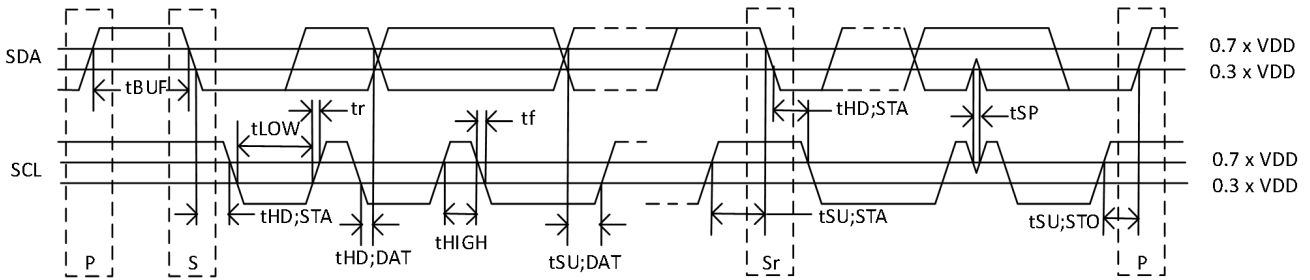 SDA
0.7 x VDD
0.3 x VDD
tBUF
tHD;STA
tSP
tr
tf
tLOW
SCL
0.7 x VDD
0.3 x VDD
tHD;STA
tSU;STA
tSU;STO
tHD;DAT
tHIGH
tSU;DAT
P
S
Sr
P